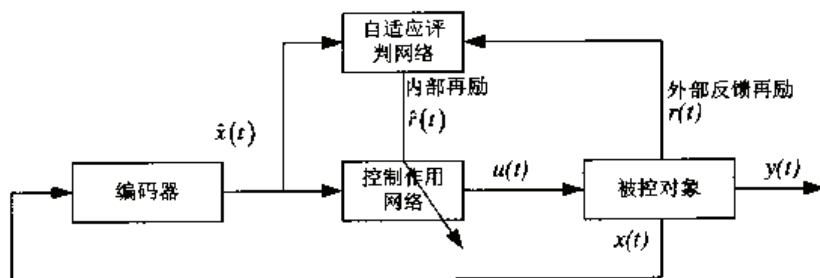 自适应评
判网络
内部再励
r̂(t)
外部反馈再励
r(t)
x̂(t)
编码器
控制作用
网络
u(t)
被控对象
y(t)
x(t)